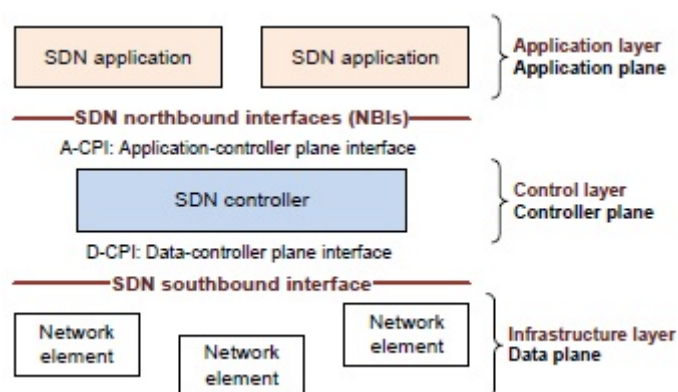 SDN application SDN application
Application layer
Application plane
SDN northbound interfaces (NBIs)
A-CPI: Application-controller plane interface
SDN controller
Control layer
Controller plane
D-CPI: Data-controller plane interface
SDN southbound interface
Network
element
Network
element
Network
element
Infrastructure layer
Data plane